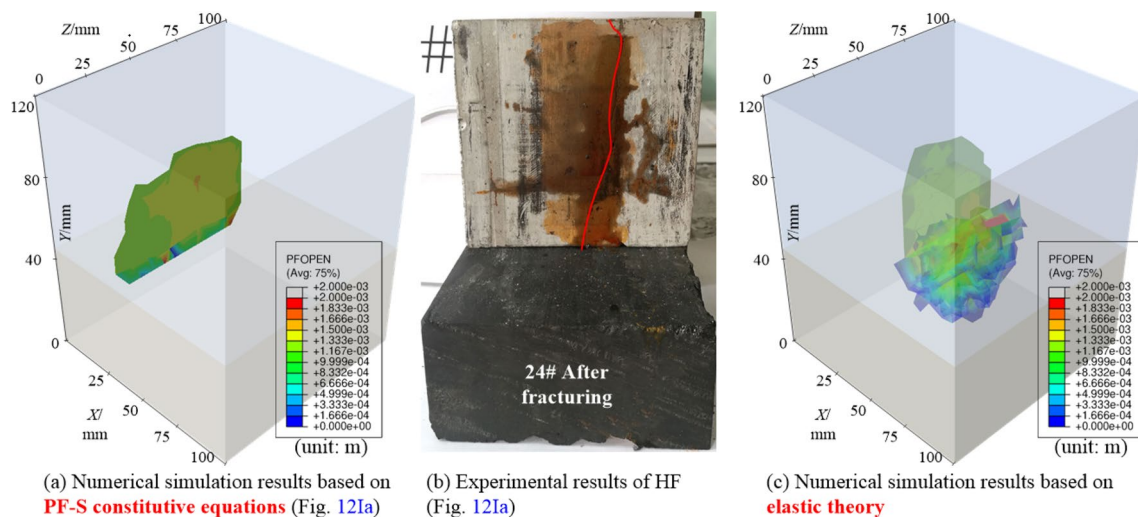 Z/mm
100
75
50
25
0
120
80
Y/mm
40
0
25
X/
mm
50
75
100
PFOPEN
(Avg: 75%)
+2.000e-03
+2.000e-03
+1.833e-03
+1.666e-03
+1.500e-03
+1.333e-03
+1.167e-03
+9.999e-04
+8.332e-04
+6.666e-04
+4.999e-04
+3.333e-04
+1.666e-04
+0.000e+00
(unit: m)
(a) Numerical simulation results based on
PF-S constitutive equations (Fig. 12Ia)
#
24# After
fracturing
(b) Experimental results of HF
(Fig. 12Ia)
Z/mm
100
75
50
25
0
120
80
Y/mm
40
0
25
X/
mm
50
75
100
PFOPEN
(Avg: 75%)
+2.000e-03
+2.000e-03
+1.833e-03
+1.666e-03
+1.500e-03
+1.333e-03
+1.167e-03
+9.999e-04
+8.332e-04
+6.666e-04
+4.999e-04
+3.333e-04
+1.666e-04
+0.000e+00
(unit: m)
(c) Numerical simulation results based on
elastic theory